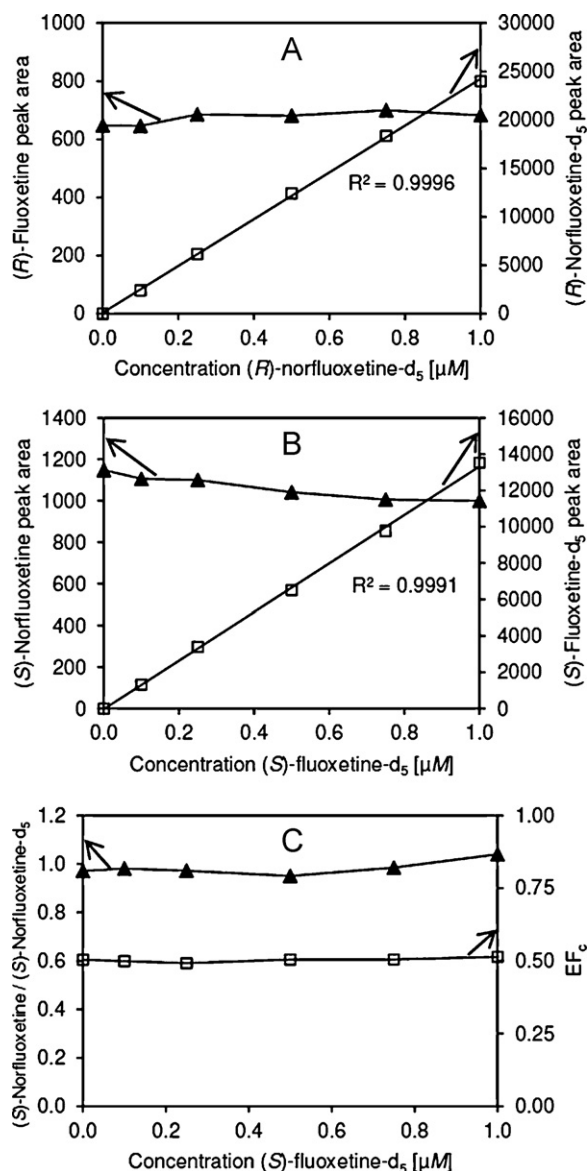 A
(R)-Fluoxetine peak area
1000
800
600
400
200
0
(R)-Norfluoxetine-d5 peak area
30000
25000
20000
15000
10000
5000
0
R² = 0.9996
0.0 0.2 0.4 0.6 0.8 1.0
Concentration (R)-norfluoxetine-d5 [µM]
B
(S)-Norfluoxetine peak area
1400
1200
1000
800
600
400
200
0
(S)-Fluoxetine-d5 peak area
16000
14000
12000
10000
8000
6000
4000
2000
0
R² = 0.9991
0.0 0.2 0.4 0.6 0.8 1.0
Concentration (S)-fluoxetine-d5 [µM]
C
(S)-Norfluoxetine / (S)-Norfluoxetine-d5
1.2
1.0
0.8
0.6
0.4
0.2
0.0
EFc
1.00
0.75
0.50
0.25
0.00
0.0 0.2 0.4 0.6 0.8 1.0
Concentration (S)-fluoxetine-d5 [µM]